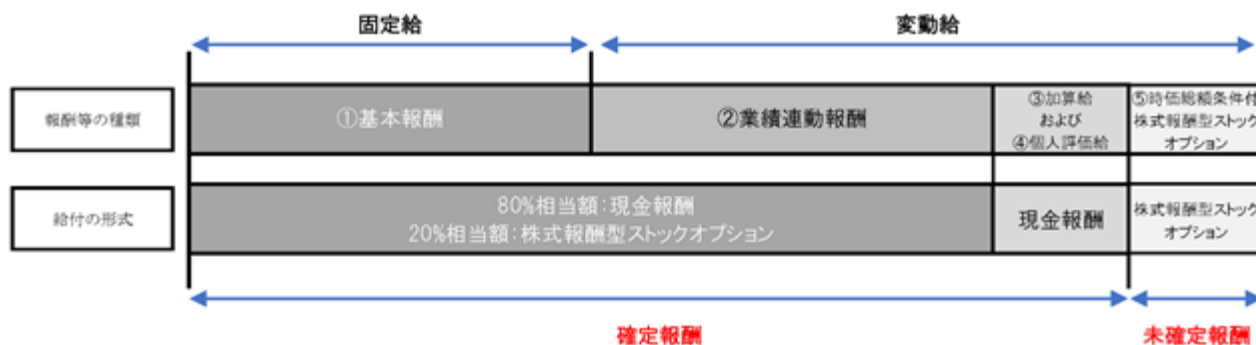 固定給
変動給
報酬等の種類
①基本報酬
②業績連動報酬
③加算給
および
④個人評価給
⑤時価総額条件付
株式報酬型ストック
オプション
給付の形式
80%相当額：現金報酬
20%相当額：株式報酬型ストックオプション
現金報酬
株式報酬型ストック
オプション
確定報酬
未確定報酬